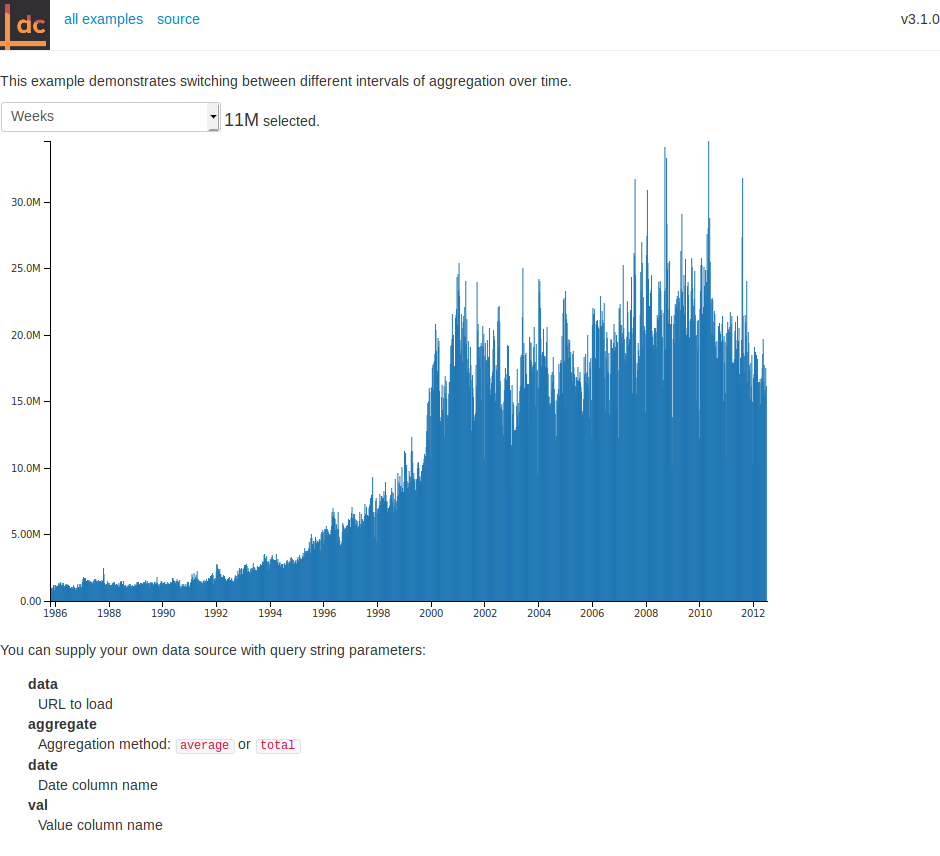 dc all examples source v3.1.0
This example demonstrates switching between different intervals of aggregation over time.
Weeks 11M selected.
30.0M
25.0M
20.0M
15.0M
10.0M
5.00M
0.00
1986 1988 1990 1992 1994 1996 1998 2000 2002 2004 2006 2008 2010 2012
You can supply your own data source with query string parameters:
data
URL to load
aggregate
Aggregation method: average or total
date
Date column name
val
Value column name